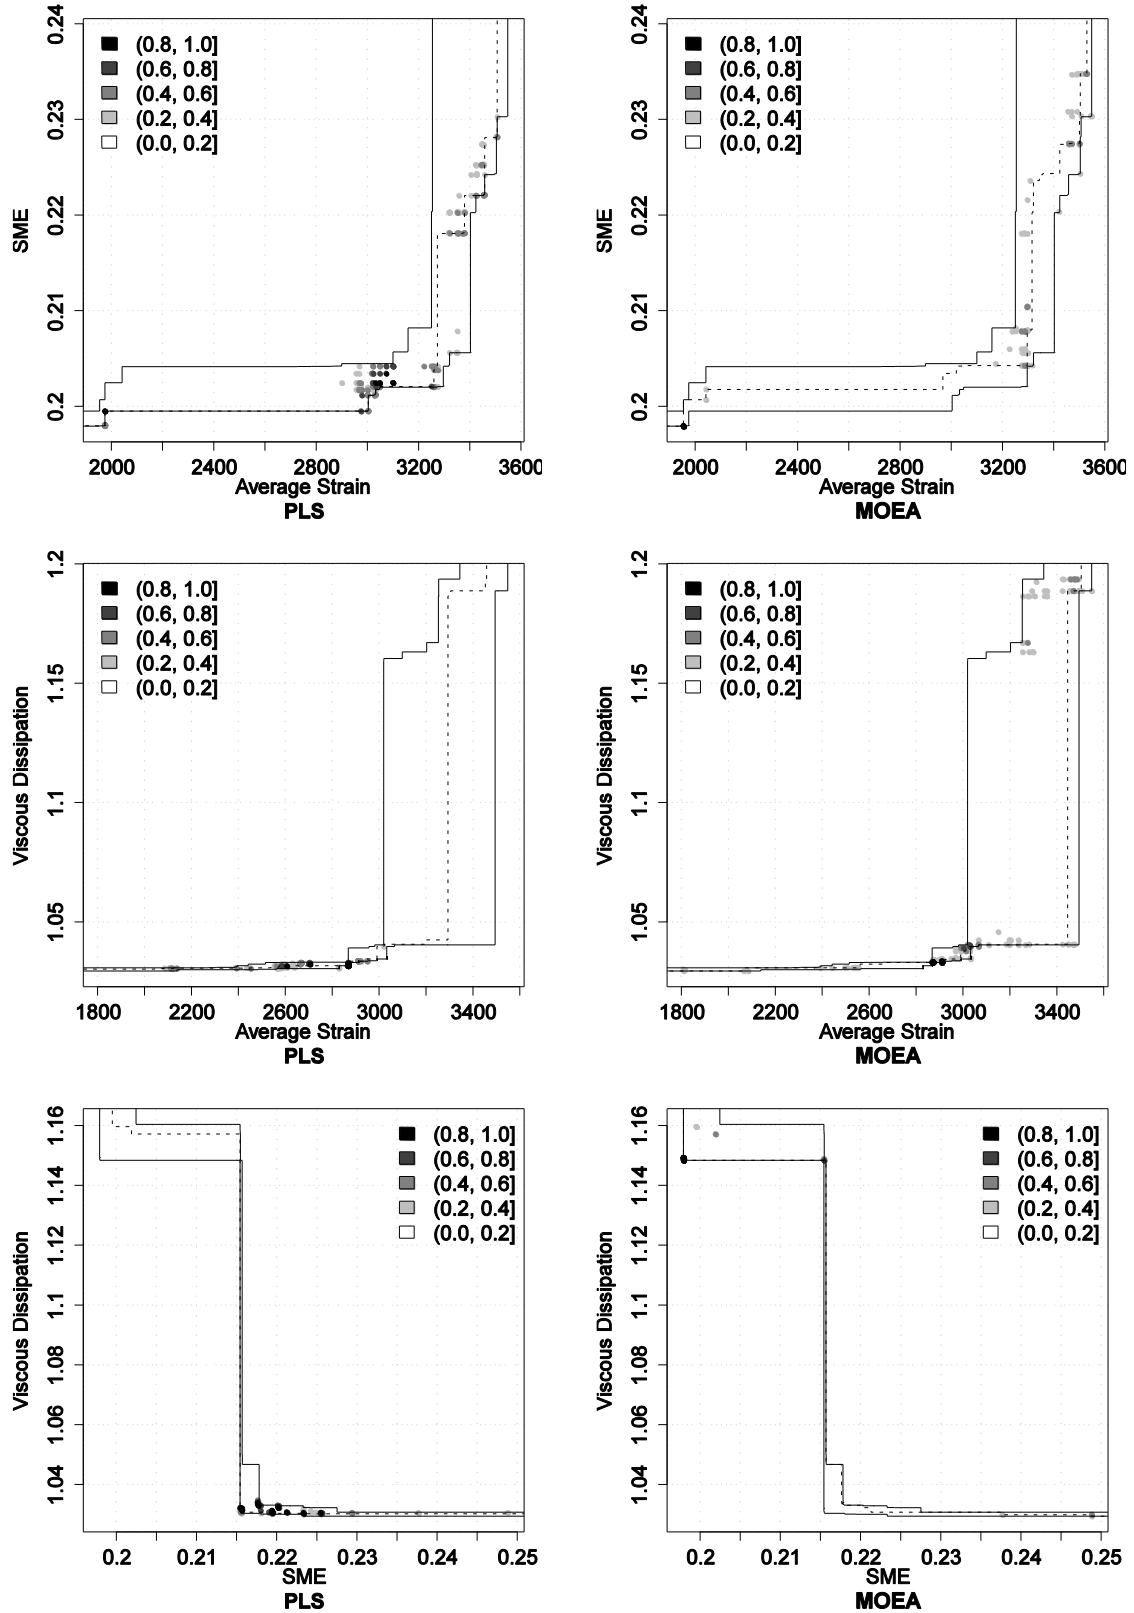 0.24
0.23
0.22
0.21
0.2
SME
(0.8, 1.0]
(0.6, 0.8]
(0.4, 0.6]
(0.2, 0.4]
(0.0, 0.2]
2000 2400 2800 3200 3600
Average Strain
PLS
0.24
0.23
0.22
0.21
0.2
SME
(0.8, 1.0]
(0.6, 0.8]
(0.4, 0.6]
(0.2, 0.4]
(0.0, 0.2]
2000 2400 2800 3200 3600
Average Strain
MOEA
1.2
1.15
1.1
1.05
Viscous Dissipation
(0.8, 1.0]
(0.6, 0.8]
(0.4, 0.6]
(0.2, 0.4]
(0.0, 0.2]
1800 2200 2600 3000 3400
Average Strain
PLS
1.2
1.15
1.1
1.05
Viscous Dissipation
(0.8, 1.0]
(0.6, 0.8]
(0.4, 0.6]
(0.2, 0.4]
(0.0, 0.2]
1800 2200 2600 3000 3400
Average Strain
MOEA
1.16
1.14
1.12
1.1
1.08
1.06
1.04
Viscous Dissipation
(0.8, 1.0]
(0.6, 0.8]
(0.4, 0.6]
(0.2, 0.4]
(0.0, 0.2]
0.2 0.21 0.22 0.23 0.24 0.25
SME
PLS
1.16
1.14
1.12
1.1
1.08
1.06
1.04
Viscous Dissipation
(0.8, 1.0]
(0.6, 0.8]
(0.4, 0.6]
(0.2, 0.4]
(0.0, 0.2]
0.2 0.21 0.22 0.23 0.24 0.25
SME
MOEA